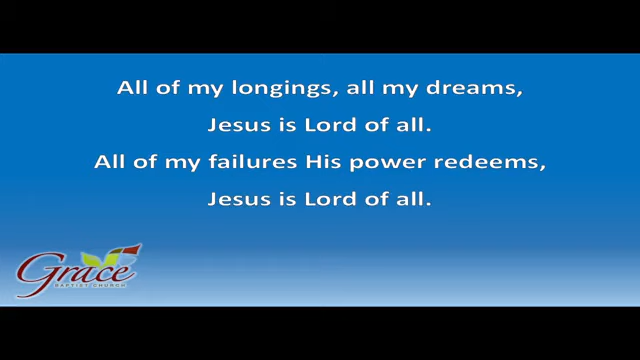 All of my longings, all my dreams,
Jesus is Lord of all.
All of my failures His power redeems,
Jesus is Lord of all.
Grace
BAPTIST CHURCH